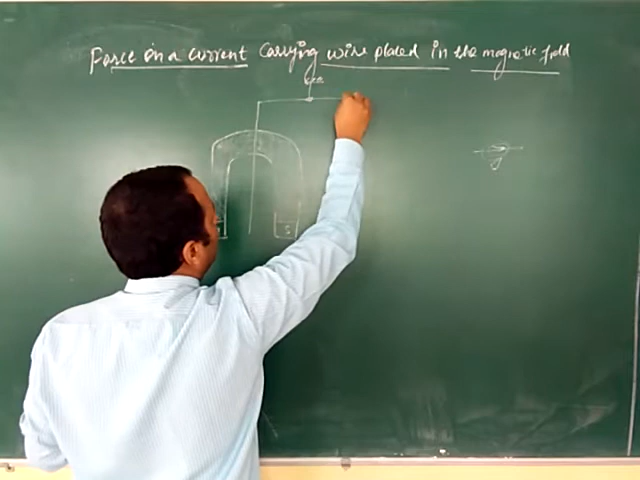 Force on a current Carrying wire placed in the magnetic field
S